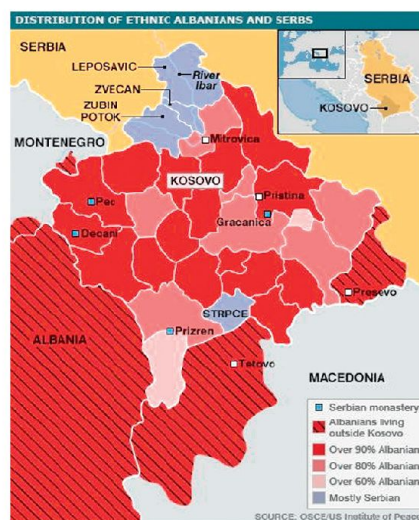 DISTRIBUTION OF ETHNIC ALBANIANS AND SERBS
SERBIA
LEPOSAVIC
River
Ibar
ZVECAN
ZUBIN
POTOK
SERBIA
KOSOVO
MONTENEGRO
Mitrovica
KOSOVO
Pec
Pristina
Gracanica
Decani
Presevo
STRPCE
ALBANIA
Prizren
Tetovo
MACEDONIA
Serbian monastery
Albanians living
outside Kosovo
Over 90% Albanian
Over 80% Albanian
Over 60% Albanian
Mostly Serbian
SOURCE: OSCE/US Institute of Peace